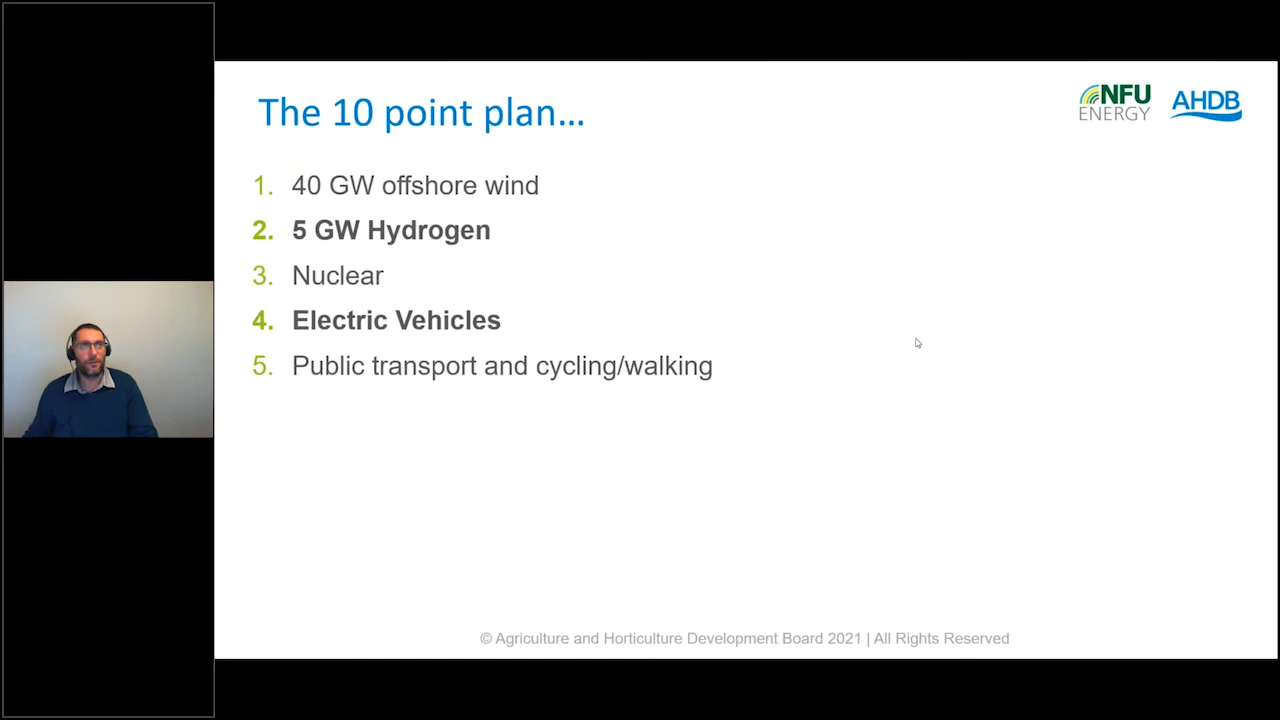 The 10 point plan...
NFU
ENERGY
AHDB
1. 40 GW offshore wind
2. 5 GW Hydrogen
3. Nuclear
4. Electric Vehicles
5. Public transport and cycling/walking
© Agriculture and Horticulture Development Board 2021 | All Rights Reserved